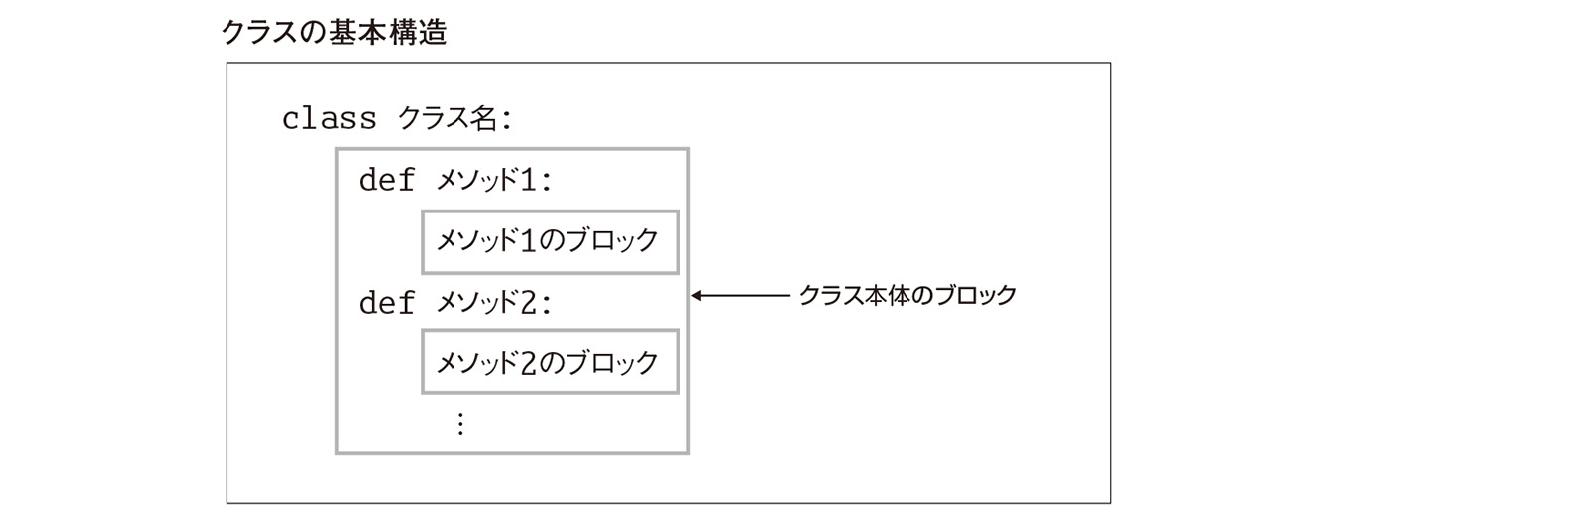 クラスの基本構造
class クラス名:
def メソッド1:
メソッド1のブロック
def メソッド2:
クラス本体のブロック
メソッド2のブロック
⋮